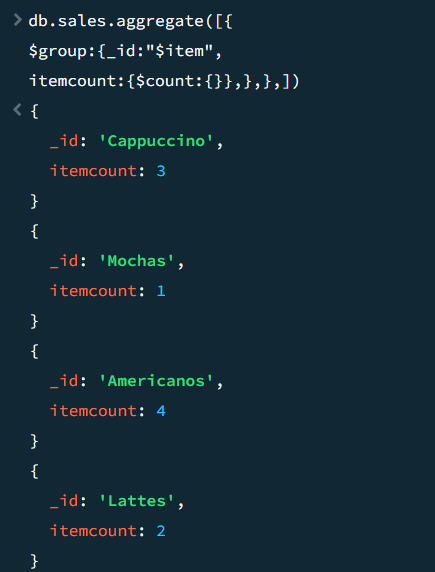 > db.sales.aggregate([{
$group:{_id:"$item",
itemcount:{$count:{}},},},])
< {
_id: 'Cappuccino',
itemcount: 3
}
{
_id: 'Mochas',
itemcount: 1
}
{
_id: 'Americanos',
itemcount: 4
}
{
_id: 'Lattes',
itemcount: 2
}